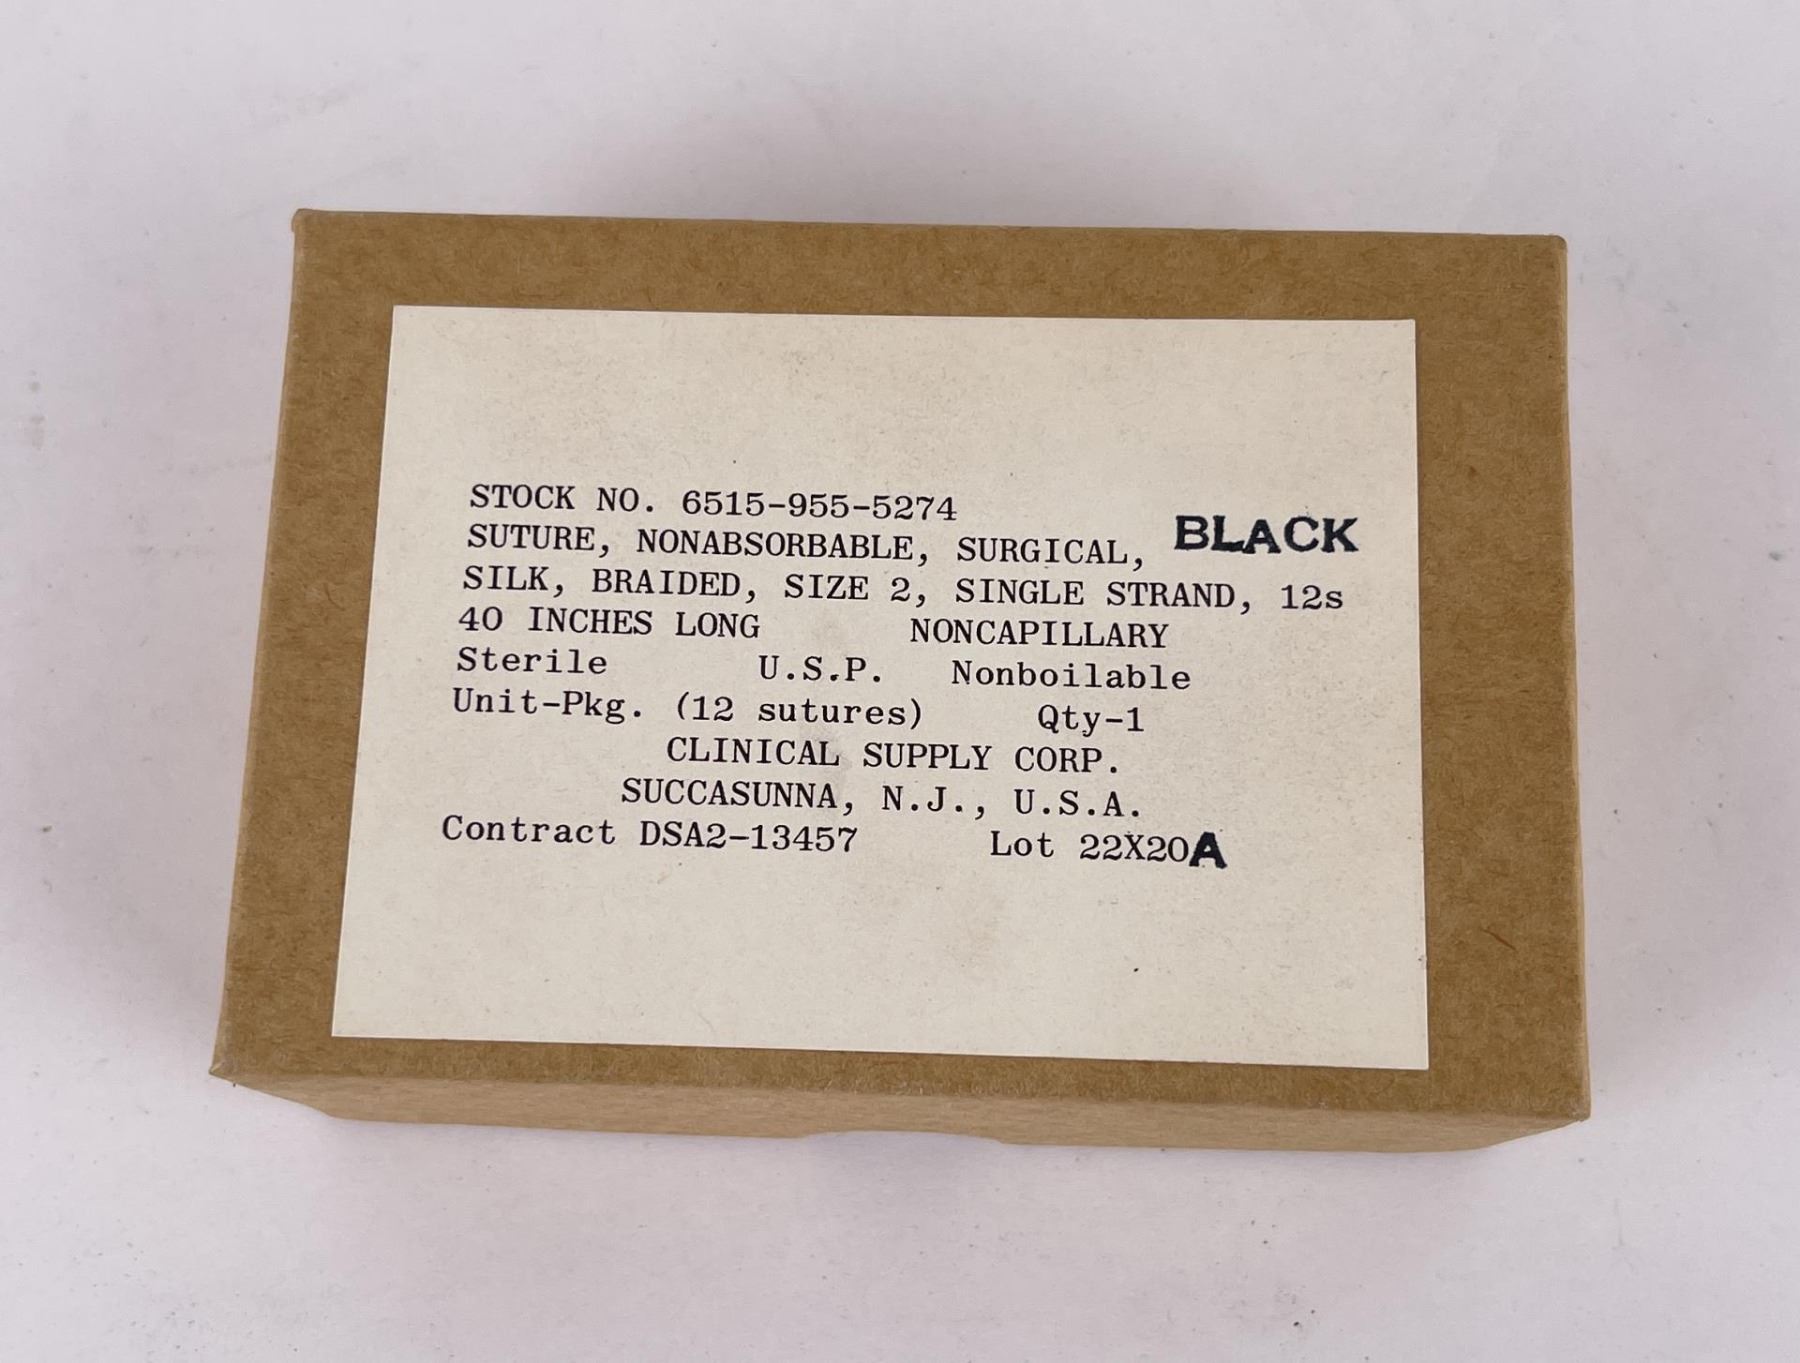 STOCK NO. 6515-955-5274
SUTURE, NONABSORBABLE, SURGICAL, BLACK
SILK, BRAIDED, SIZE 2, SINGLE STRAND, 12s
40 INCHES LONG NONCAPILLARY
Sterile U.S.P. Nonboilable
Unit-Pkg. (12 sutures) Qty-1
CLINICAL SUPPLY CORP.
SUCCASUNNA, N.J., U.S.A.
Contract DSA2-13457 Lot 22X20A